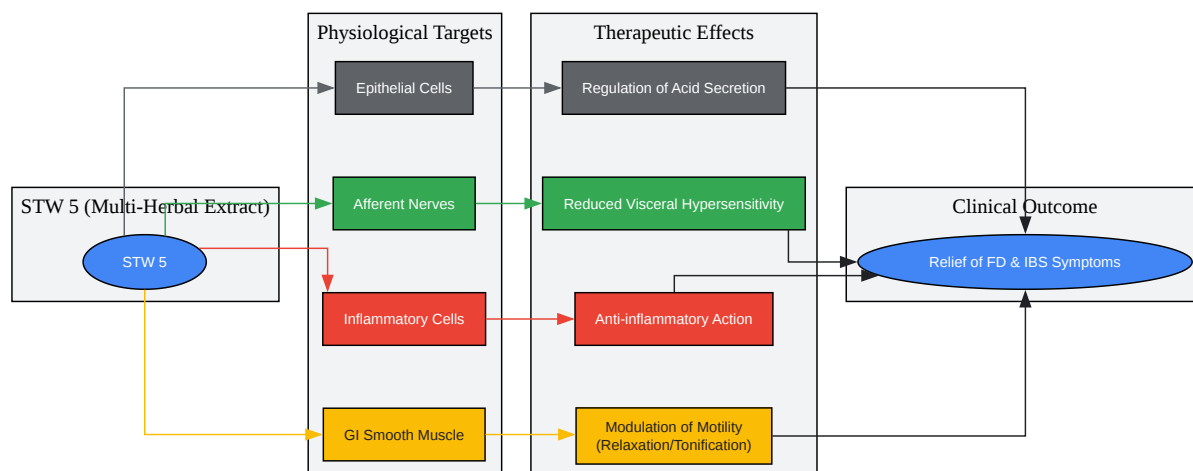 Physiological Targets
Therapeutic Effects
Epithelial Cells
Regulation of Acid Secretion
STW 5 (Multi-Herbal Extract)
Afferent Nerves
Reduced Visceral Hypersensitivity
Clinical Outcome
STW 5
Relief of FD & IBS Symptoms
Inflammatory Cells
Anti-inflammatory Action
GI Smooth Muscle
Modulation of Motility
(Relaxation/Tonification)